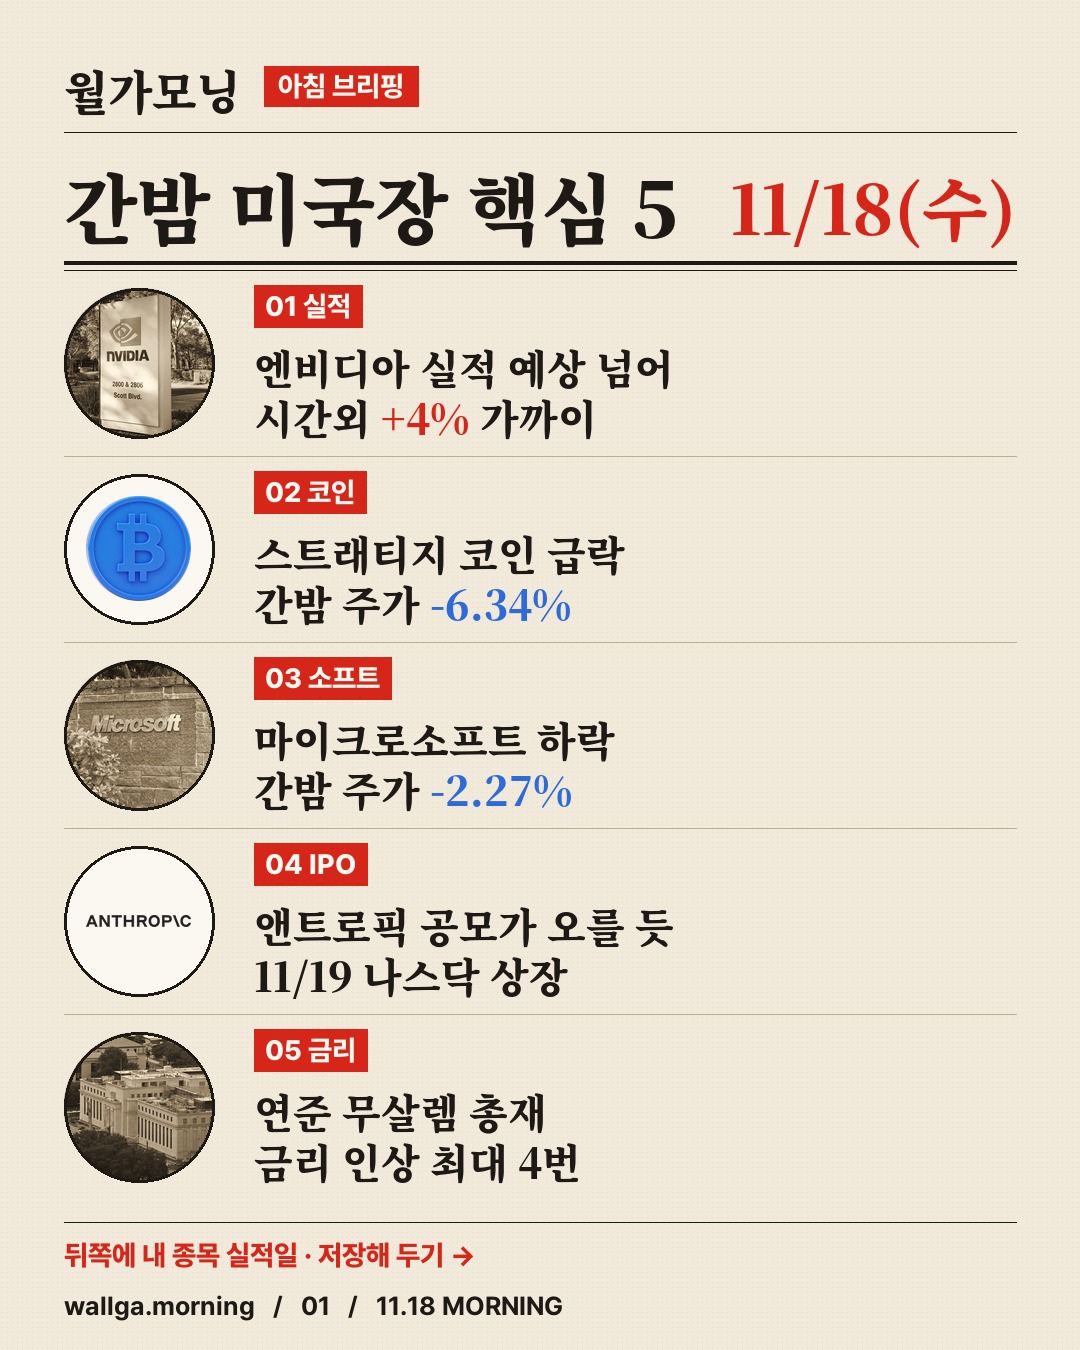 월가모닝
아침 브리핑
간밤 미국장 핵심 5 11/18(수)
NVIDIA
2800 & 2806
Scott Blvd.
01 실적
엔비디아 실적 예상 넘어
시간외 +4% 가까이
02 코인
스트래티지 코인 급락
간밤 주가 -6.34%
Microsoft
03 소프트
마이크로소프트 하락
간밤 주가 -2.27%
ANTHROP\C
04 IPO
앤트로픽 공모가 오를 듯
11/19 나스닥 상장
05 금리
연준 무살렘 총재
금리 인상 최대 4번
뒤쪽에 내 종목 실적일 · 저장해 두기 →
wallga.morning / 01 / 11.18 MORNING